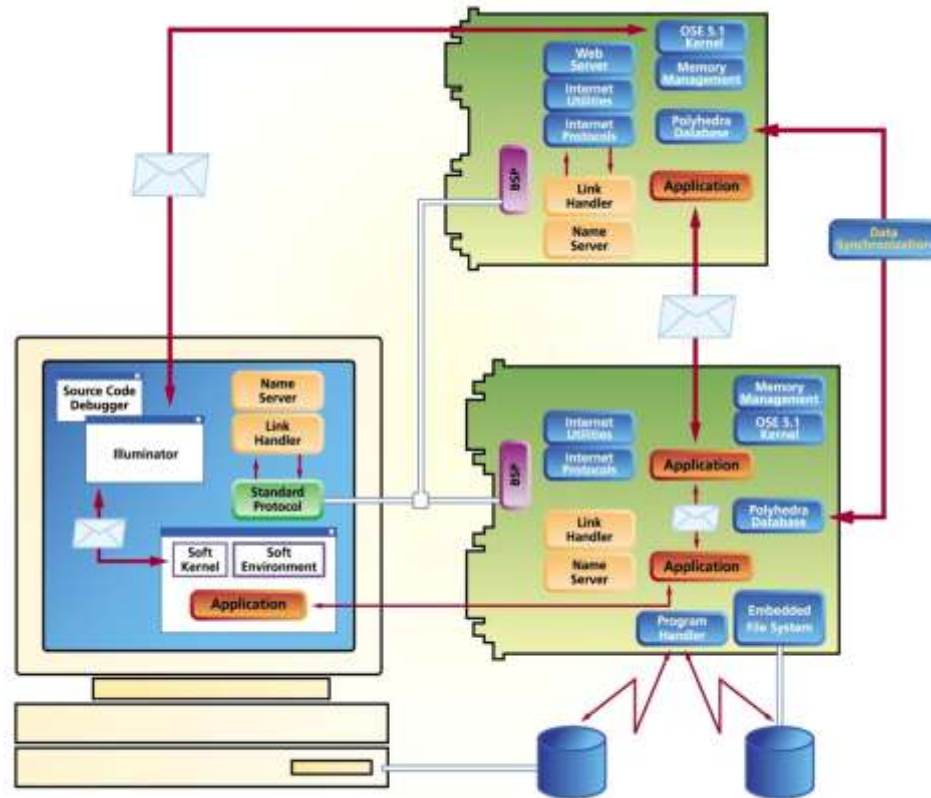 OSE 5.1
Kernel
Memory
Management
Web
Server
Internet
Utilities
Internet
Protocols
Polyhedra
Database
BSP
Link
Handler
Name
Server
Application
Data
Synchronization
Source Code
Debugger
Illuminator
Name
Server
Link
Handler
Standard
Protocol
Soft
Kernel
Soft
Environment
Application
Memory
Management
OSE 5.1
Kernel
Internet
Utilities
Internet
Protocols
BSP
Application
Polyhedra
Database
Link
Handler
Name
Server
Application
Program
Handler
Embedded
File System